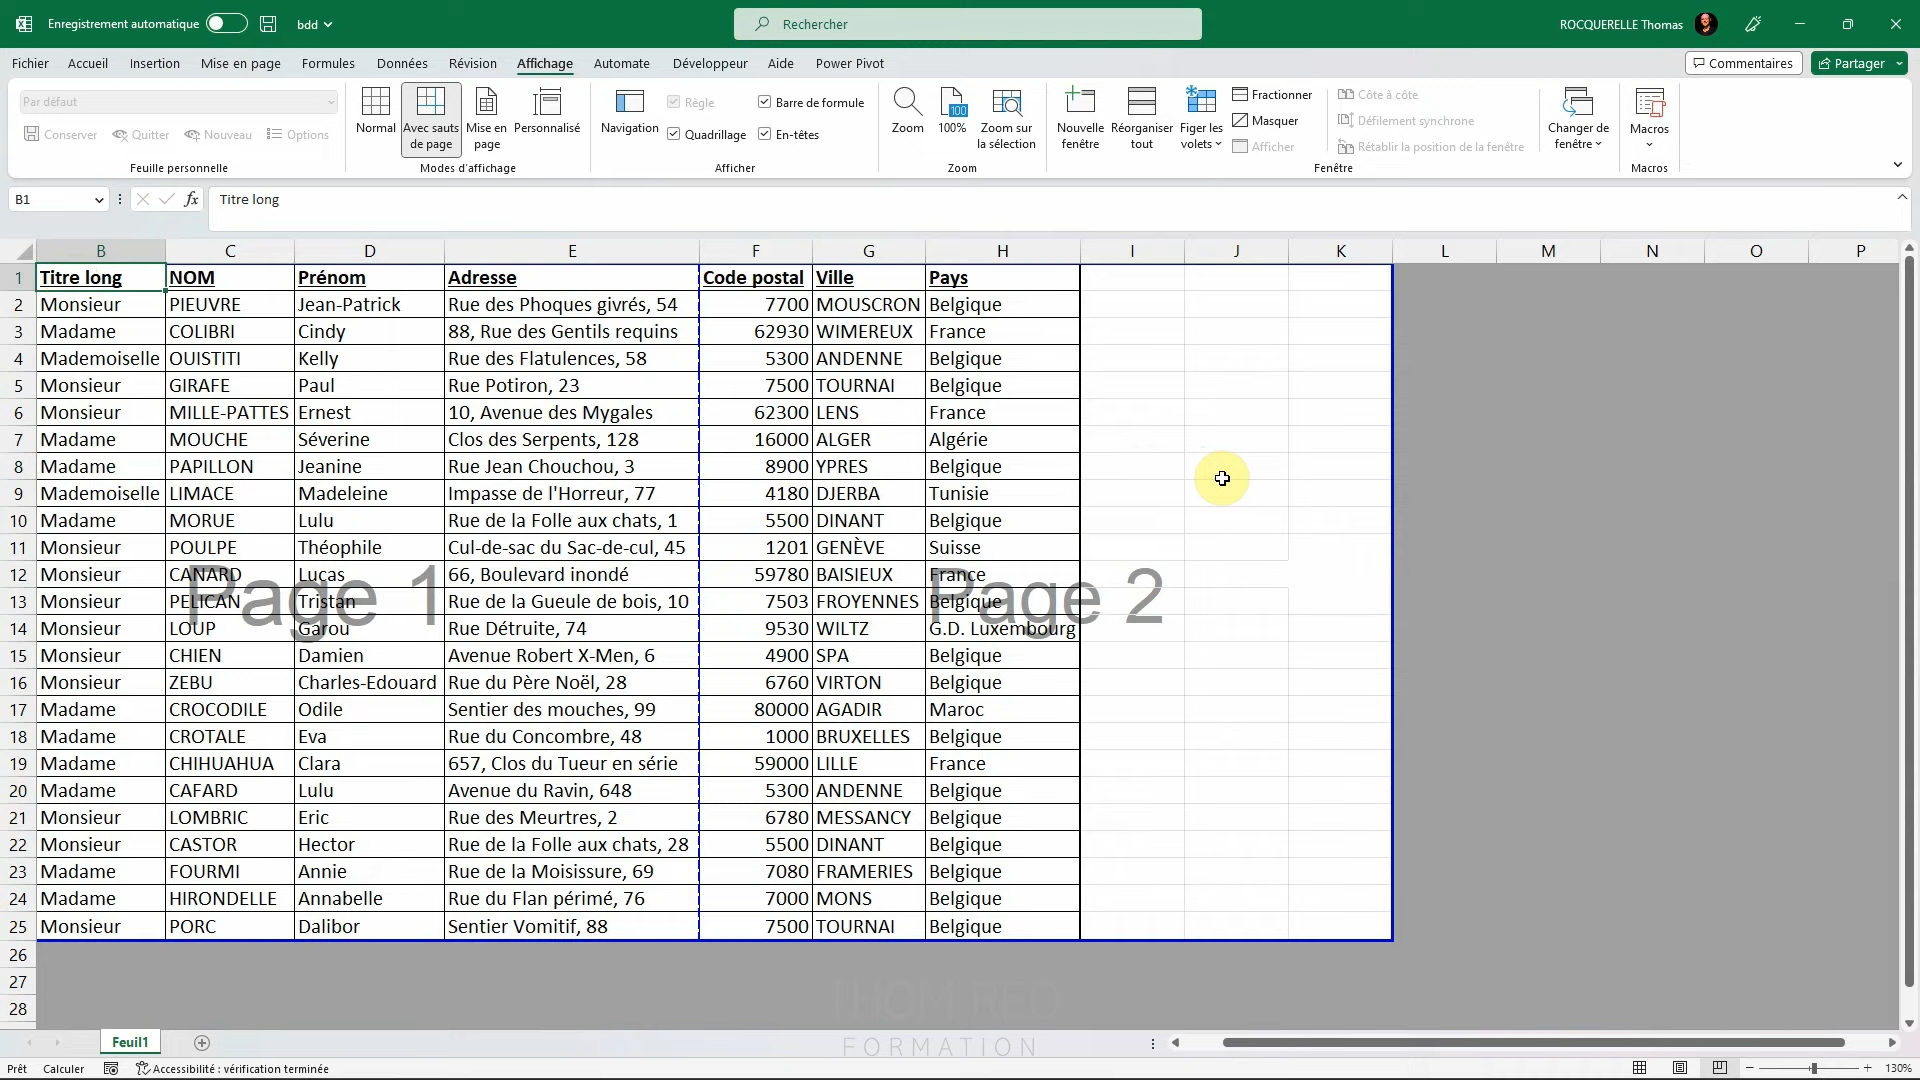 Enregistrement automatique bdd Rechercher ROCQUERELLE Thomas
Fichier Accueil Insertion Mise en page Formules Données Révision Affichage Automate Développeur Aide Power Pivot Commentaires Partager
Par défaut
Conserver Quitter Nouveau Options
Feuille personnelle
Normal
Avec sauts de page
Mise en page
Personnalisé
Modes d'affichage
Navigation
Règle
Barre de formule
Quadrillage
En-têtes
Afficher
Zoom
100
100%
Zoom sur la sélection
Zoom
Nouvelle fenêtre
Réorganiser tout
Figer les volets
Fractionner
Masquer
Afficher
Côte à côte
Défilement synchrone
Rétablir la position de la fenêtre
Changer de fenêtre
Fenêtre
Macros
Macros
B1 fx Titre long
B C D E F G H I J K L M N O P
1 Titre long NOM Prénom Adresse Code postal Ville Pays
2 Monsieur PIEUVRE Jean-Patrick Rue des Phoques givrés, 54 7700 MOUSCRON Belgique
3 Madame COLIBRI Cindy 88, Rue des Gentils requins 62930 WIMEREUX France
4 Mademoiselle OUISTITI Kelly Rue des Flatulences, 58 5300 ANDENNE Belgique
5 Monsieur GIRAFE Paul Rue Potiron, 23 7500 TOURNAI Belgique
6 Monsieur MILLE-PATTES Ernest 10, Avenue des Mygales 62300 LENS France
7 Madame MOUCHE Séverine Clos des Serpents, 128 16000 ALGER Algérie
8 Madame PAPILLON Jeanine Rue Jean Chouchou, 3 8900 YPRES Belgique
9 Mademoiselle LIMACE Madeleine Impasse de l'Horreur, 77 4180 DJERBA Tunisie
10 Madame MORUE Lulu Rue de la Folle aux chats, 1 5500 DINANT Belgique
11 Monsieur POULPE Théophile Cul-de-sac du Sac-de-cul, 45 1201 GENÈVE Suisse
12 Monsieur CANARD Lucas 66, Boulevard inondé 59780 BAISIEUX France
Page 1 Page 2
13 Monsieur PELICAN Tristan Rue de la Gueule de bois, 10 7503 FROYENNES Belgique
14 Monsieur LOUP Garou Rue Détruite, 74 9530 WILTZ G.D. Luxembourg
15 Monsieur CHIEN Damien Avenue Robert X-Men, 6 4900 SPA Belgique
16 Monsieur ZEBU Charles-Edouard Rue du Père Noël, 28 6760 VIRTON Belgique
17 Madame CROCODILE Odile Sentier des mouches, 99 80000 AGADIR Maroc
18 Madame CROTALE Eva Rue du Concombre, 48 1000 BRUXELLES Belgique
19 Madame CHIHUAHUA Clara 657, Clos du Tueur en série 59000 LILLE France
20 Madame CAFARD Lulu Avenue du Ravin, 648 5300 ANDENNE Belgique
21 Monsieur LOMBRIC Eric Rue des Meurtres, 2 6780 MESSANCY Belgique
22 Monsieur CASTOR Hector Rue de la Folle aux chats, 28 5500 DINANT Belgique
23 Madame FOURMI Annie Rue de la Moisissure, 69 7080 FRAMERIES Belgique
24 Madame HIRONDELLE Annabelle Rue du Flan périmé, 76 7000 MONS Belgique
25 Monsieur PORC Dalibor Sentier Vomitif, 88 7500 TOURNAI Belgique
26
27
28
THOM REO
FORMATION
Feuil1
Prêt Calculer Accessibilité : vérification terminée 130%